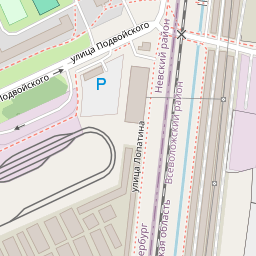 улица Подвойского
Подвойского
P
Невский район
Всеволожский район
улица Лопатина